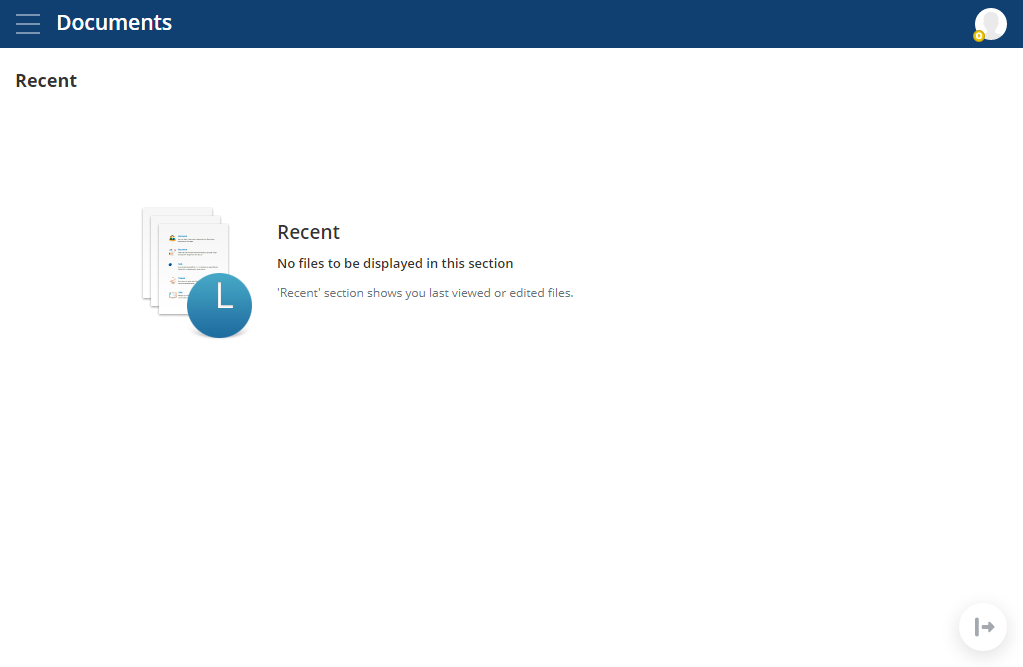 Documents
Recent
Recent
No files to be displayed in this section
'Recent' section shows you last viewed or edited files.